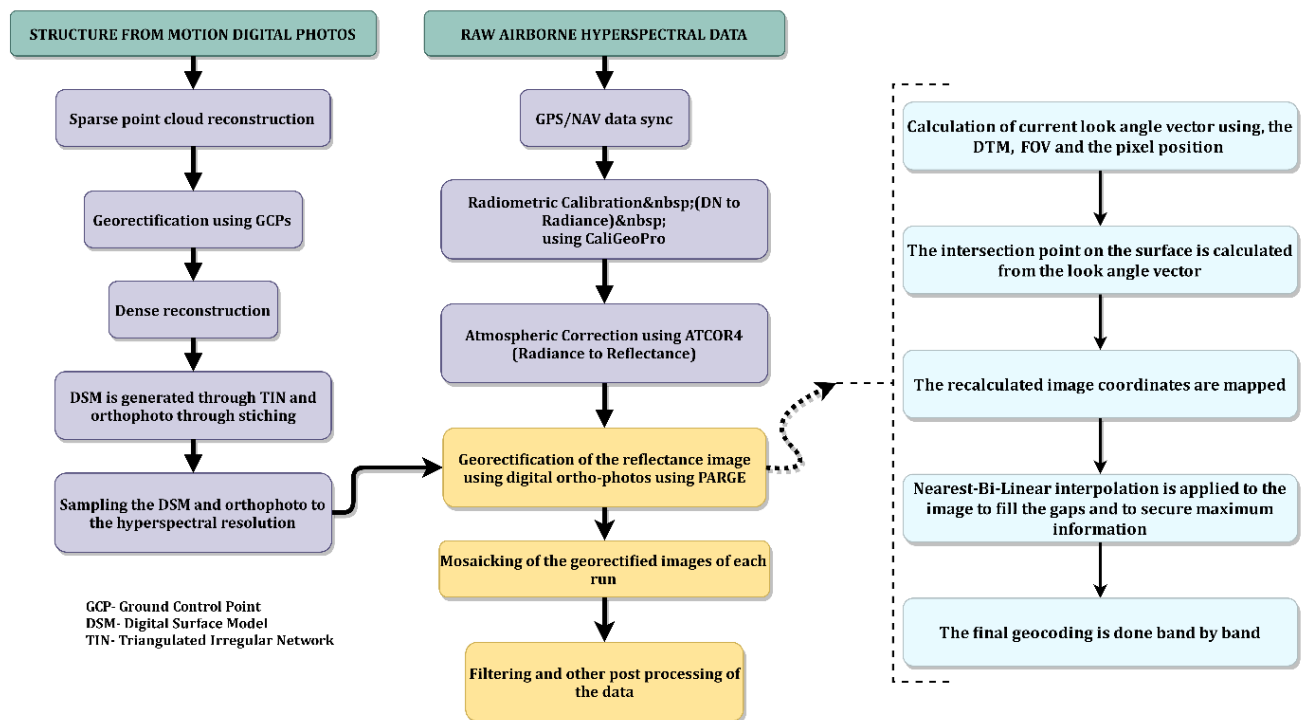 STRUCTURE FROM MOTION DIGITAL PHOTOS
Sparse point cloud reconstruction
Georectification using GCPs
Dense reconstruction
DSM is generated through TIN and
orthophoto through stiching
Sampling the DSM and orthophoto to
the hyperspectral resolution
GCP- Ground Control Point
DSM- Digital Surface Model
TIN- Triangulated Irregular Network
RAW AIRBORNE HYPERSPECTRAL DATA
GPS/NAV data sync
Radiometric Calibration&nbsp;(DN to
Radiance)&nbsp;
using CaliGeoPro
Atmospheric Correction using ATCOR4
(Radiance to Reflectance)
Georectification of the reflectance image
using digital ortho-photos using PARGE
Mosaicking of the georectified images of each
run
Filtering and other post processing of
the data
Calculation of current look angle vector using, the
DTM, FOV and the pixel position
The intersection point on the surface is calculated
from the look angle vector
The recalculated image coordinates are mapped
Nearest-Bi-Linear interpolation is applied to the
image to fill the gaps and to secure maximum
information
The final geocoding is done band by band